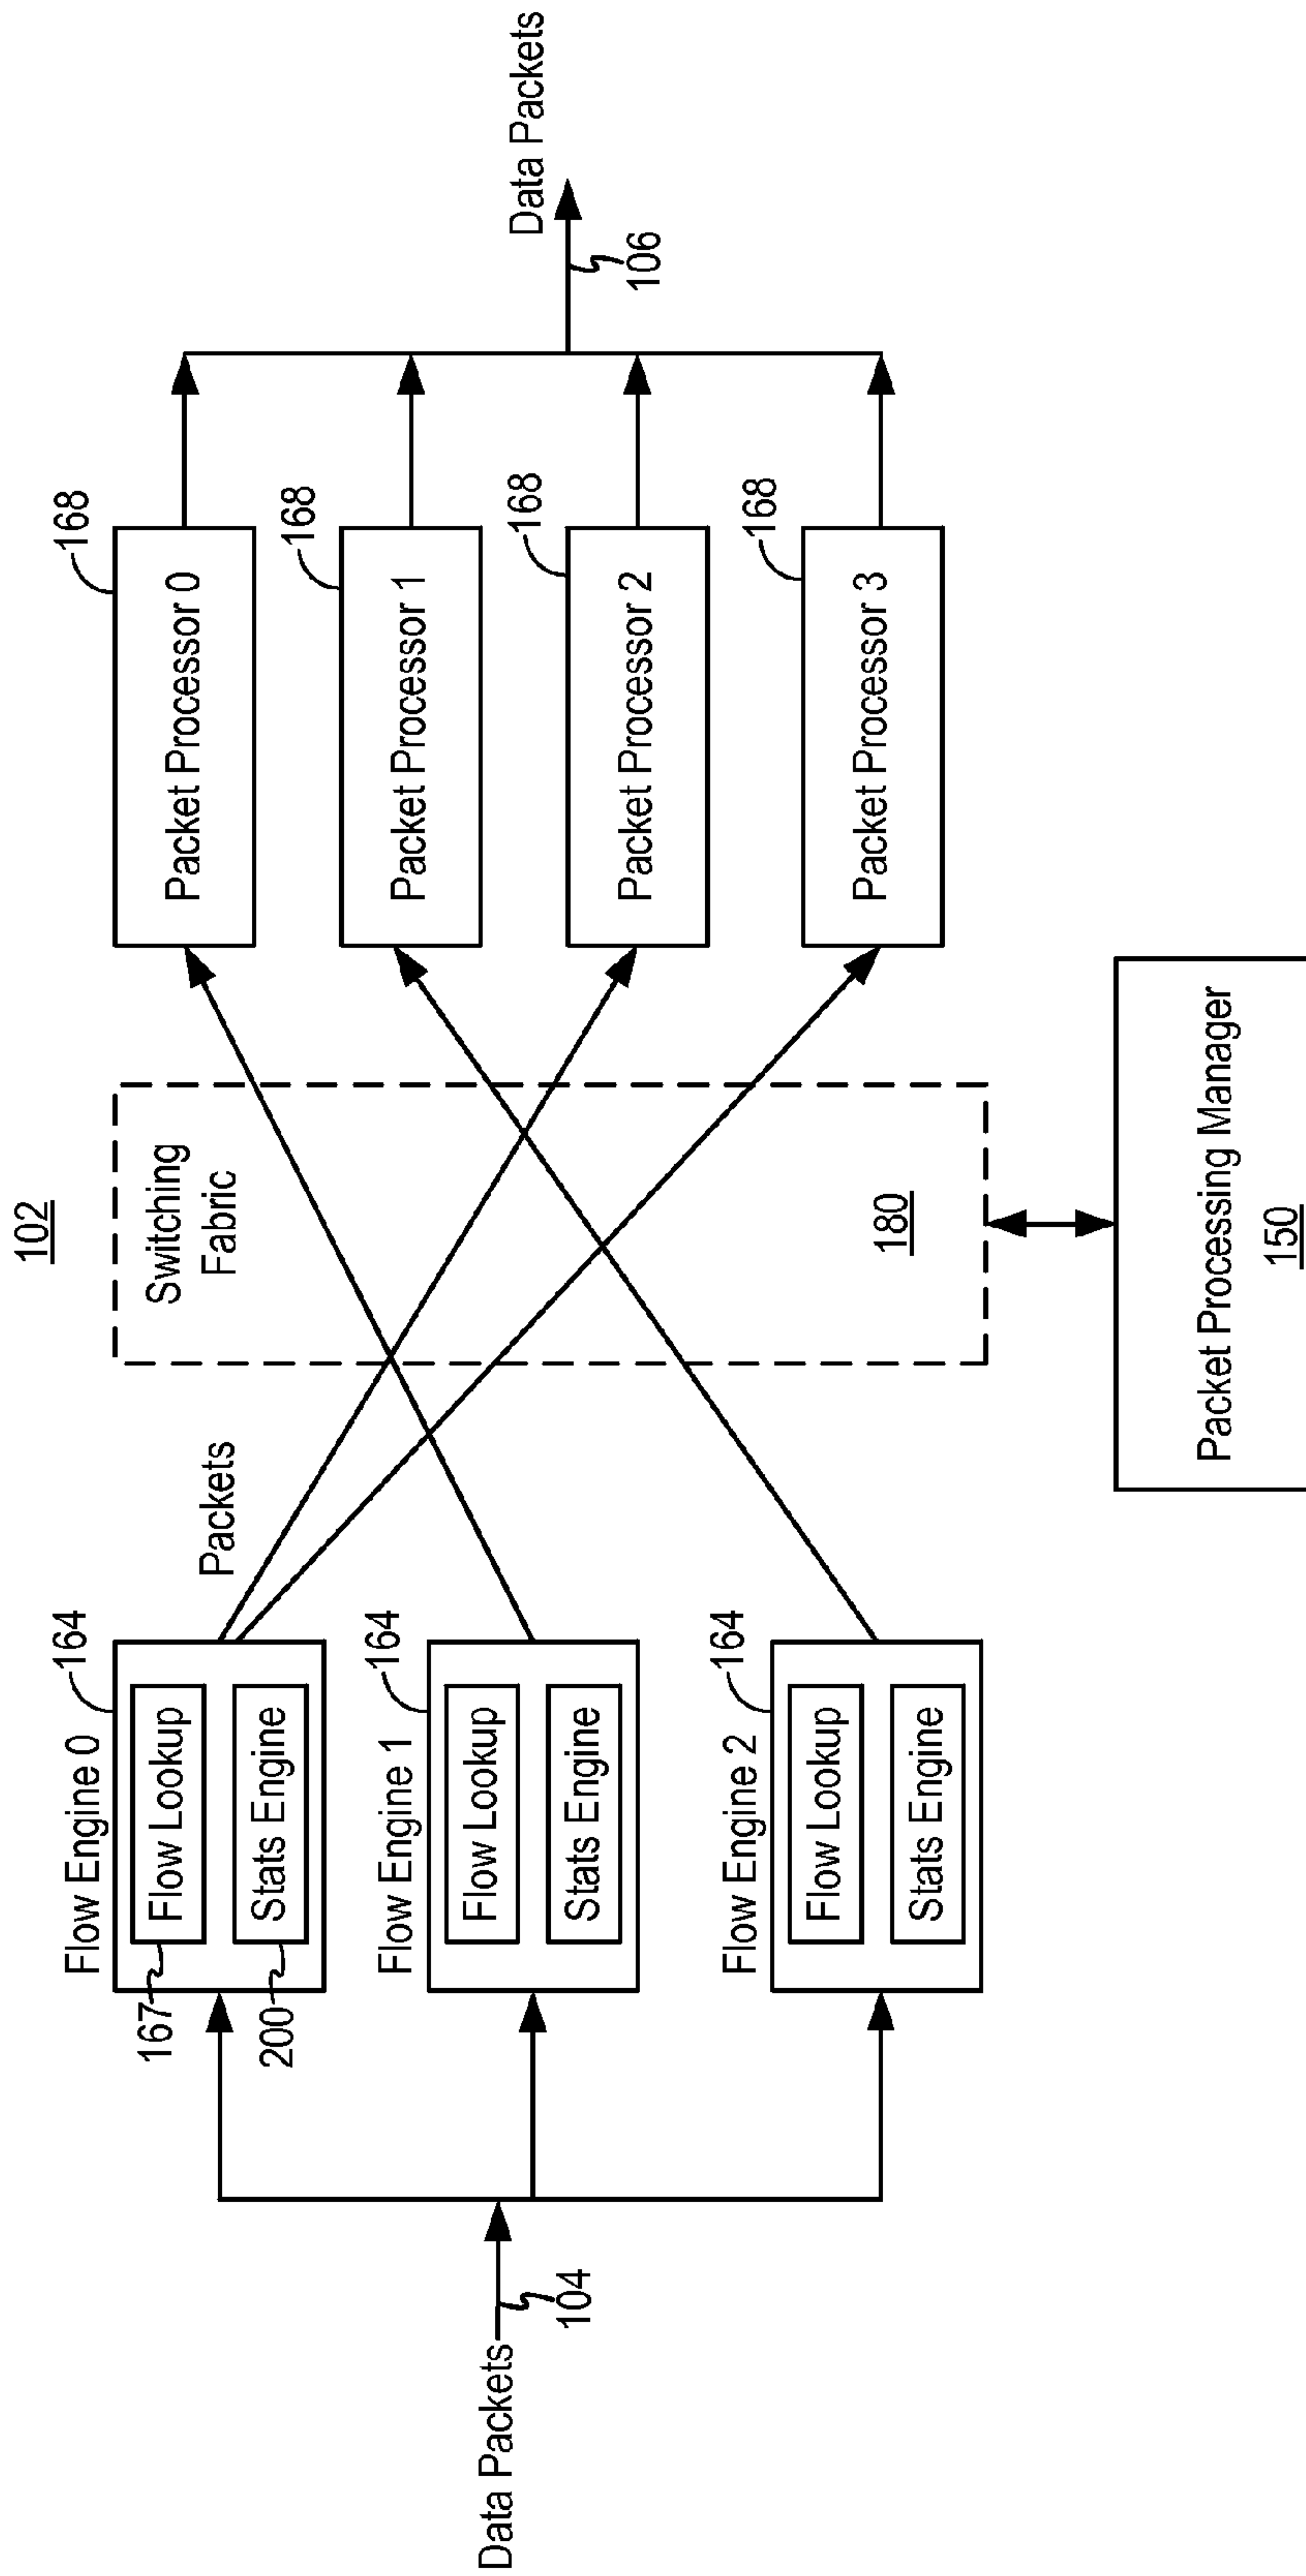 102
Data Packets
104
Flow Engine 0
164
Flow Lookup
167
Stats Engine
200
Flow Engine 1
164
Flow Lookup
Stats Engine
Flow Engine 2
164
Flow Lookup
Stats Engine
Packets
Switching
Fabric
180
Packet Processing Manager
150
168
Packet Processor 0
168
Packet Processor 1
168
Packet Processor 2
168
Packet Processor 3
Data Packets
106